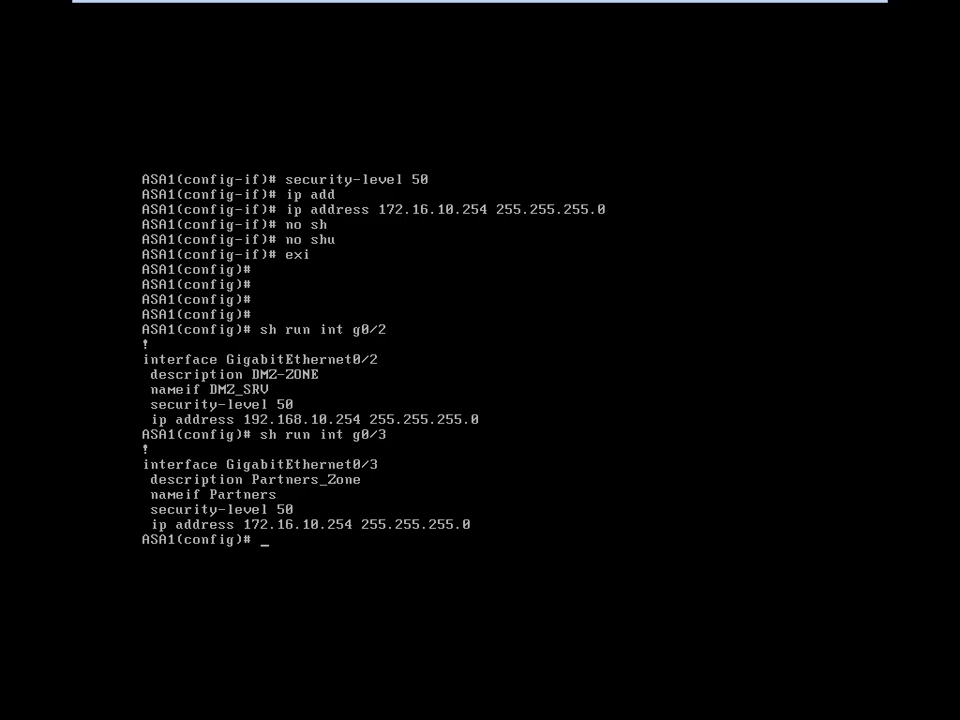 ASA1(config-if)# security-level 50
ASA1(config-if)# ip add
ASA1(config-if)# ip address 172.16.10.254 255.255.255.0
ASA1(config-if)# no sh
ASA1(config-if)# no shu
ASA1(config-if)# exi
ASA1(config)#
ASA1(config)#
ASA1(config)#
ASA1(config)#
ASA1(config)# sh run int g0/2
!
interface GigabitEthernet0/2
 description DMZ-ZONE
 nameif DMZ_SRV
 security-level 50
 ip address 192.168.10.254 255.255.255.0
ASA1(config)# sh run int g0/3
!
interface GigabitEthernet0/3
 description Partners_Zone
 nameif Partners
 security-level 50
 ip address 172.16.10.254 255.255.255.0
ASA1(config)# _